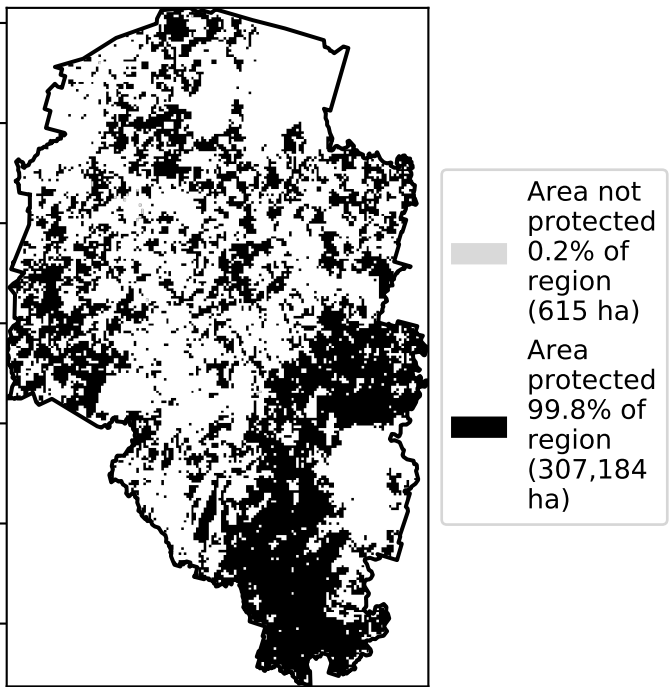 Area not
protected
0.2% of
region
(615 ha)
Area
protected
99.8% of
region
(307,184
ha)